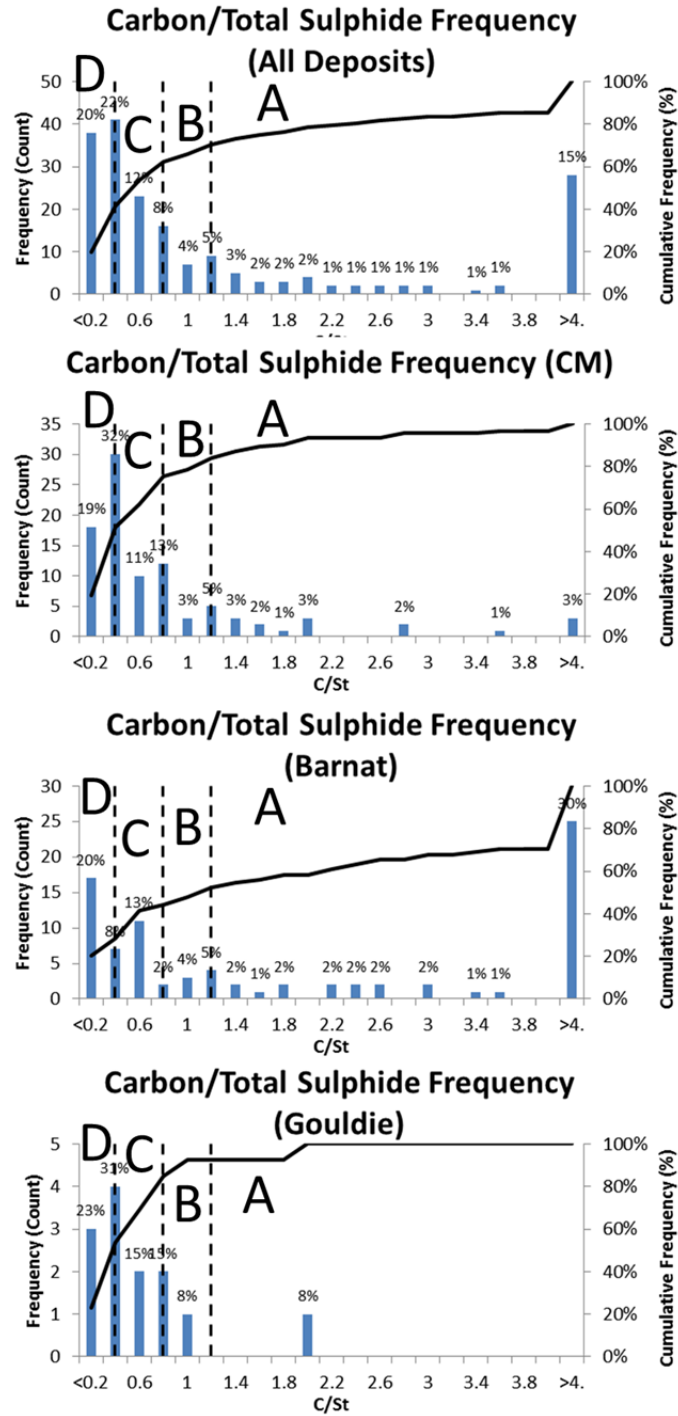 Carbon/Total Sulphide Frequency
(All Deposits)
D C B A
Frequency (Count)
50
40
30
20
10
0
20% 22% 12% 8% 4% 5% 3% 2% 2% 2% 1% 1% 1% 1% 1% 1% 1% 15%
100%
80%
60%
40%
20%
0%
Cumulative Frequency (%)
<0.2 0.6 1 1.4 1.8 2.2 2.6 3 3.4 3.8 >4.
C/St
Carbon/Total Sulphide Frequency (CM)
D C B A
Frequency (Count)
35
30
25
20
15
10
5
0
19% 32% 11% 13% 3% 5% 3% 2% 1% 3% 2% 1% 3%
100%
80%
60%
40%
20%
0%
Cumulative Frequency (%)
<0.2 0.6 1 1.4 1.8 2.2 2.6 3 3.4 3.8 >4.
C/St
Carbon/Total Sulphide Frequency
(Barnat)
D C B A
Frequency (Count)
30
25
20
15
10
5
0
20% 8% 13% 2% 4% 5% 2% 1% 2% 2% 2% 2% 2% 1% 1% 30%
100%
80%
60%
40%
20%
0%
Cumulative Frequency (%)
<0.2 0.6 1 1.4 1.8 2.2 2.6 3 3.4 3.8 >4.
C/St
Carbon/Total Sulphide Frequency
(Gouldie)
D C B A
Frequency (Count)
5
4
3
2
1
0
23% 31% 15% 15% 8% 8%
100%
80%
60%
40%
20%
0%
Cumulative Frequency (%)
<0.2 0.6 1 1.4 1.8 2.2 2.6 3 3.4 3.8 >4.
C/St